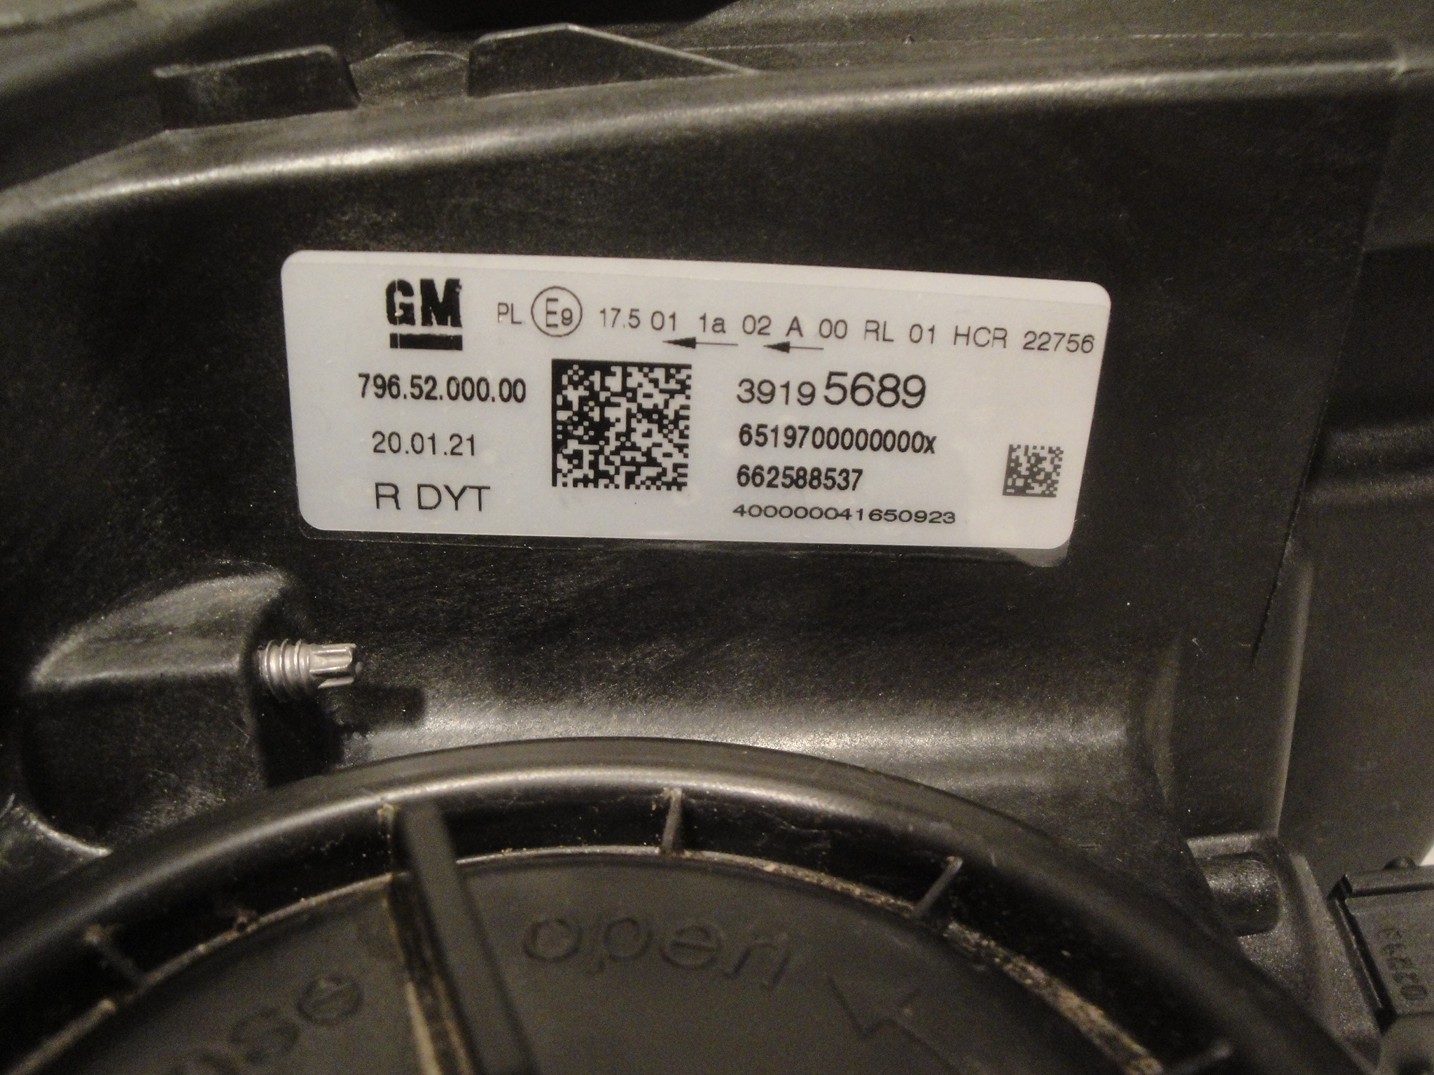 GM
PL E9 17.5 01 1a 02 A 00 RL 01 HCR 22756
796.52.000.00
39195689
20.01.21
6519700000000x
R DYT
662588537
400000041650923
open